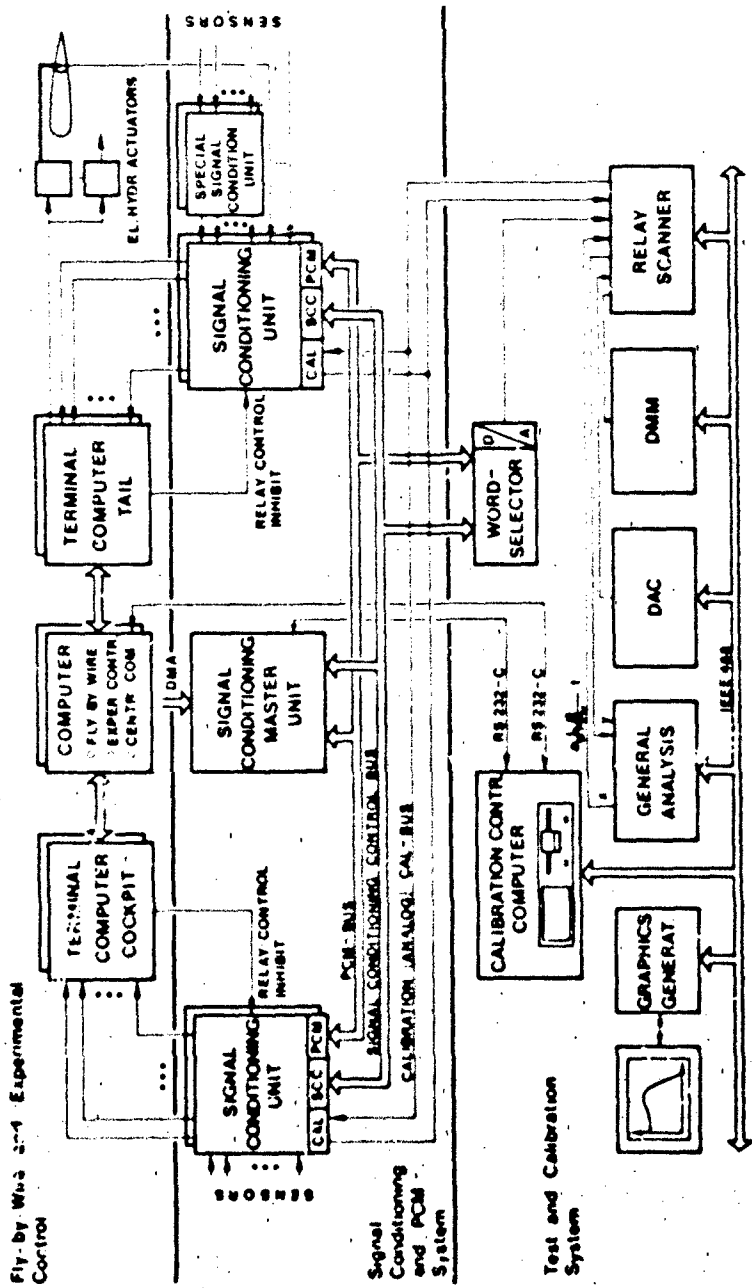 Fly-by Wire and Experimental
Control
TERMINAL
COMPUTER
COCKPIT
COMPUTER
FLY BY WIRE
EXPER CONTR
CENTR COM
TERMINAL
COMPUTER
TAIL
EL. HYDR ACTUATORS
RELAY CONTROL
INHIBIT
DMA
RELAY CONTROL
INHIBIT
SENSORS
SIGNAL
CONDITIONING
UNIT
CAL SCC PCM
SIGNAL
CONDITIONING
MASTER
UNIT
SIGNAL
CONDITIONING
UNIT
CAL SCC PCM
SPECIAL
SIGNAL
CONDITION
UNIT
SENSORS
PCM-BUS
SIGNAL CONDITIONING CONTROL BUS
CALIBRATION (ANALOG) CAL-BUS
Signal
Conditioning
and PCM-
System
RS 232-C
RS 232-C
WORD-
SELECTOR
D/A
CALIBRATION CONTR
COMPUTER
Test and Calibration
System
GRAPHICS
GENERAT
GENERAL
ANALYSIS
DAC
DMM
RELAY
SCANNER
IEEE 488